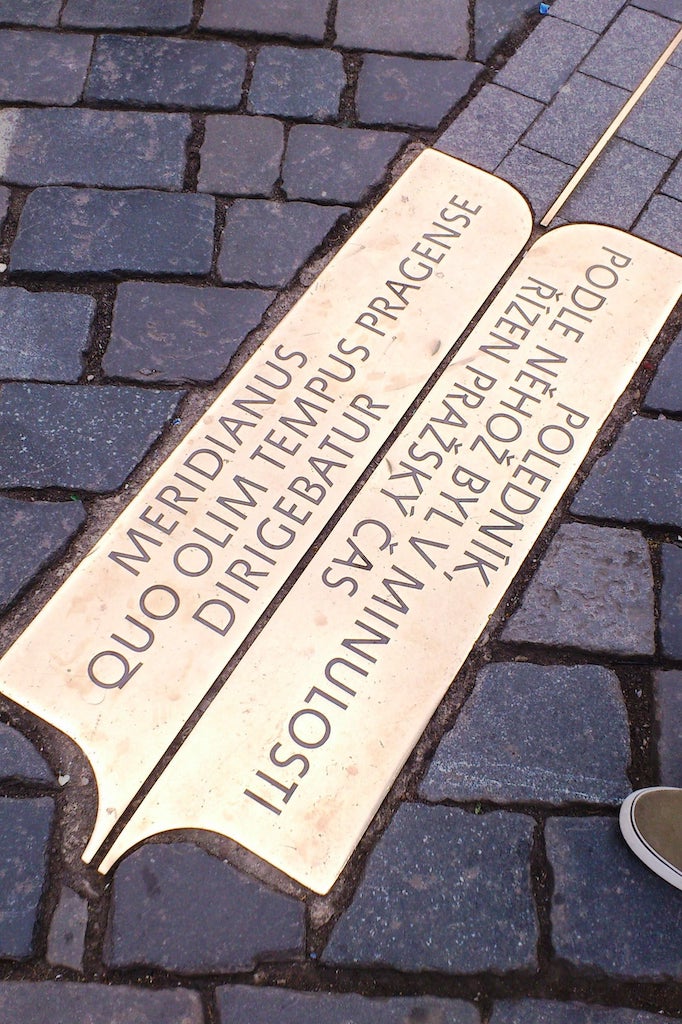 MERIDIANUS
QUO OLIM TEMPUS PRAGENSE
DIRIGEBATUR
POLEDNÍK,
PODLE NĚHOŽ BYL V MINULOSTI
ŘÍZEN PRAŽSKÝ ČAS